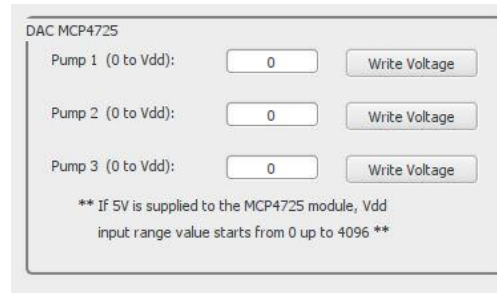 DAC MCP4725
Pump 1 (0 to Vdd): 0 Write Voltage
Pump 2 (0 to Vdd): 0 Write Voltage
Pump 3 (0 to Vdd): 0 Write Voltage
** If 5V is supplied to the MCP4725 module, Vdd
input range value starts from 0 up to 4096 **